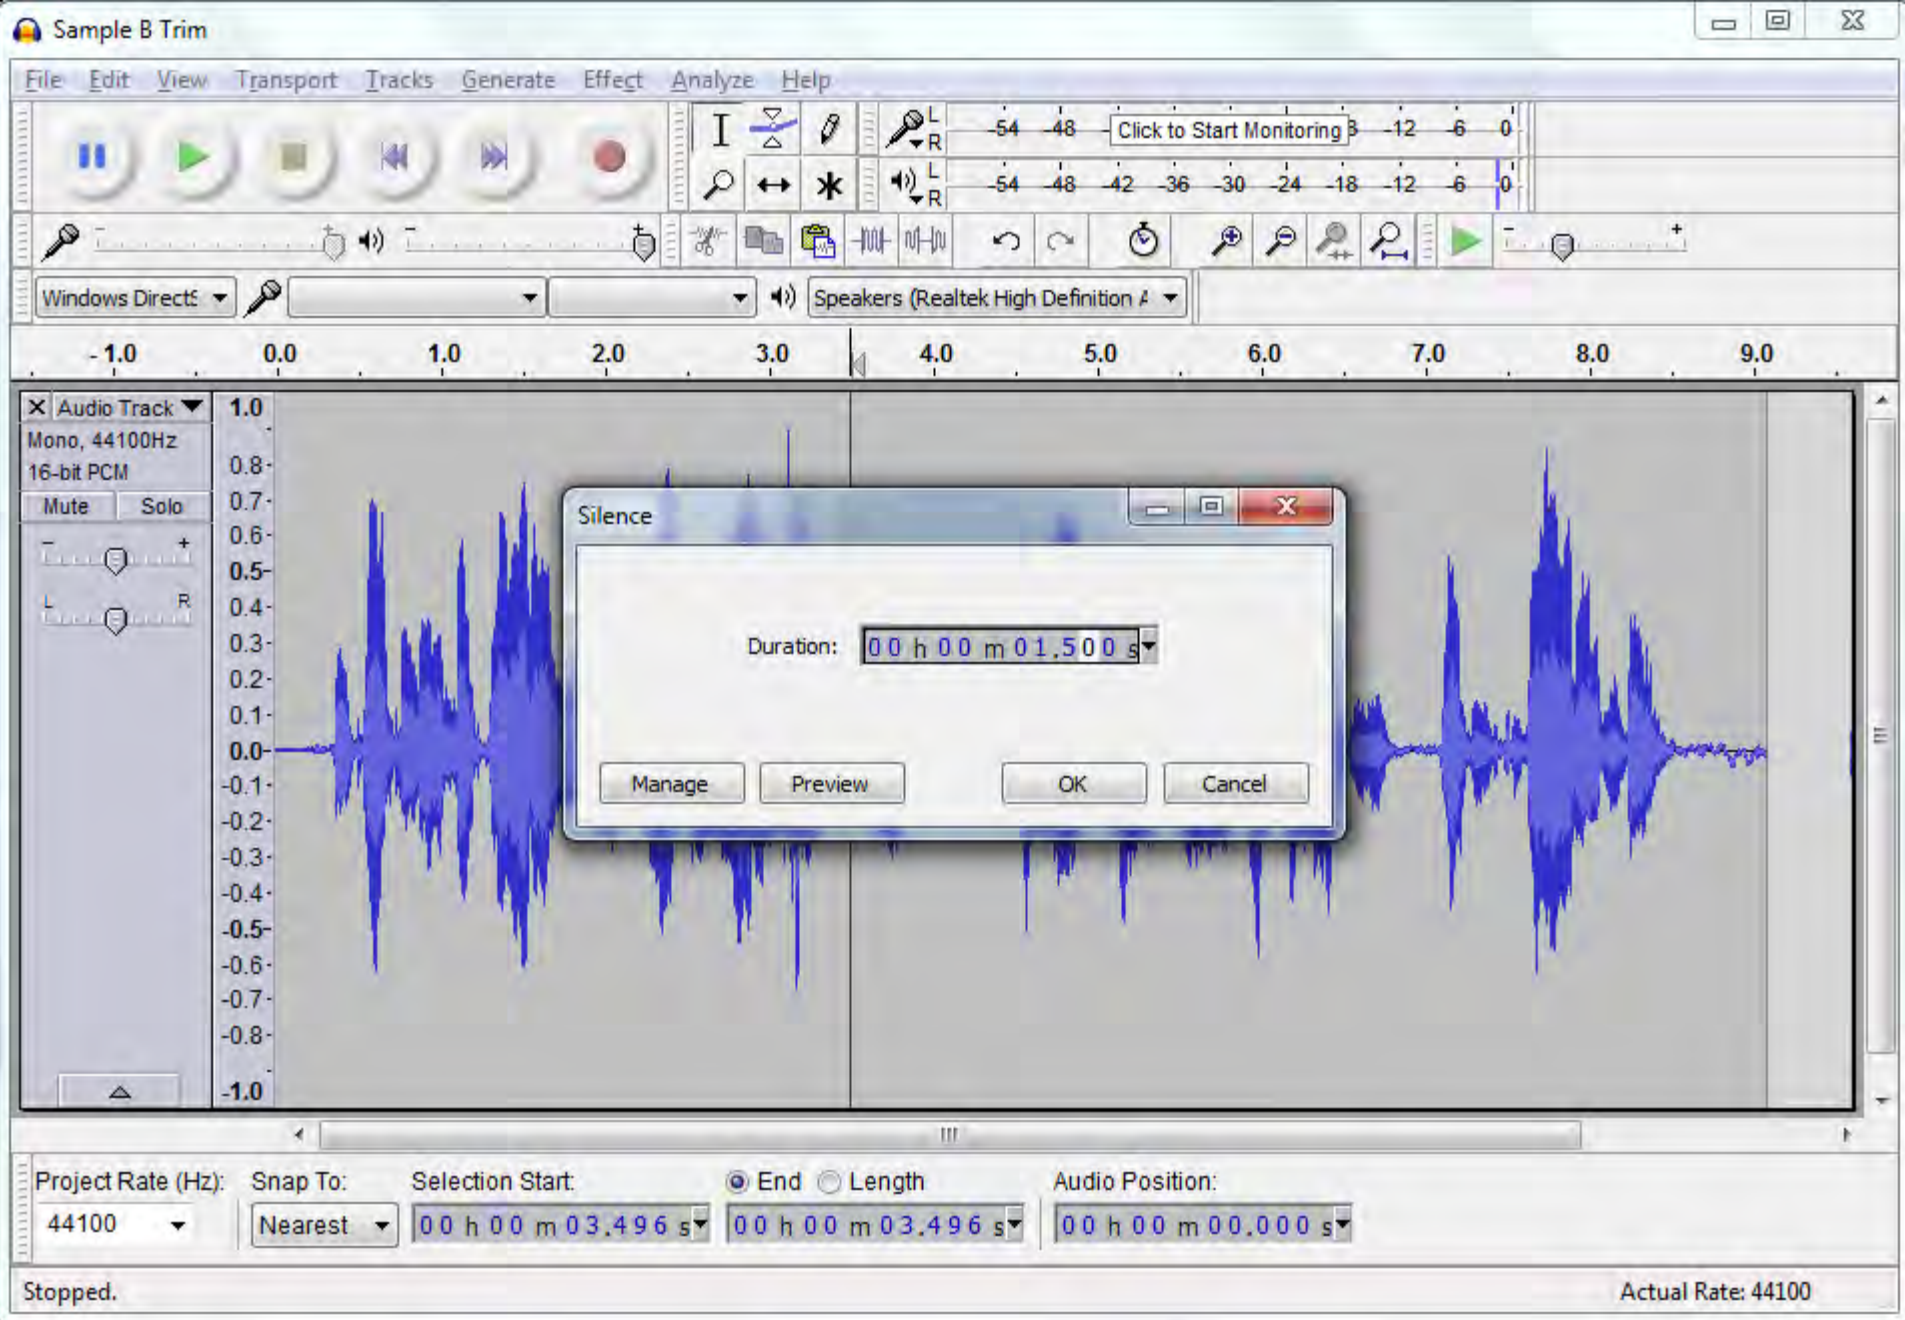 Sample B Trim
File Edit View Transport Tracks Generate Effect Analyze Help
L R -54 -48 Click to Start Monitoring -12 -6 0
L R -54 -48 -42 -36 -30 -24 -18 -12 -6 0
- +
Windows DirectS Speakers (Realtek High Definition A
-1.0 0.0 1.0 2.0 3.0 4.0 5.0 6.0 7.0 8.0 9.0
Audio Track
Mono, 44100Hz
16-bit PCM
Mute Solo
- +
L R
1.0
0.8
0.7
0.6
0.5
0.4
0.3
0.2
0.1
0.0
-0.1
-0.2
-0.3
-0.4
-0.5
-0.6
-0.7
-0.8
-1.0
Silence
Duration: 00 h 00 m 01.500 s
Manage Preview OK Cancel
Project Rate (Hz): Snap To: Selection Start: End Length Audio Position:
44100 Nearest 00 h 00 m 03.496 s 00 h 00 m 03.496 s 00 h 00 m 00.000 s
Stopped. Actual Rate: 44100